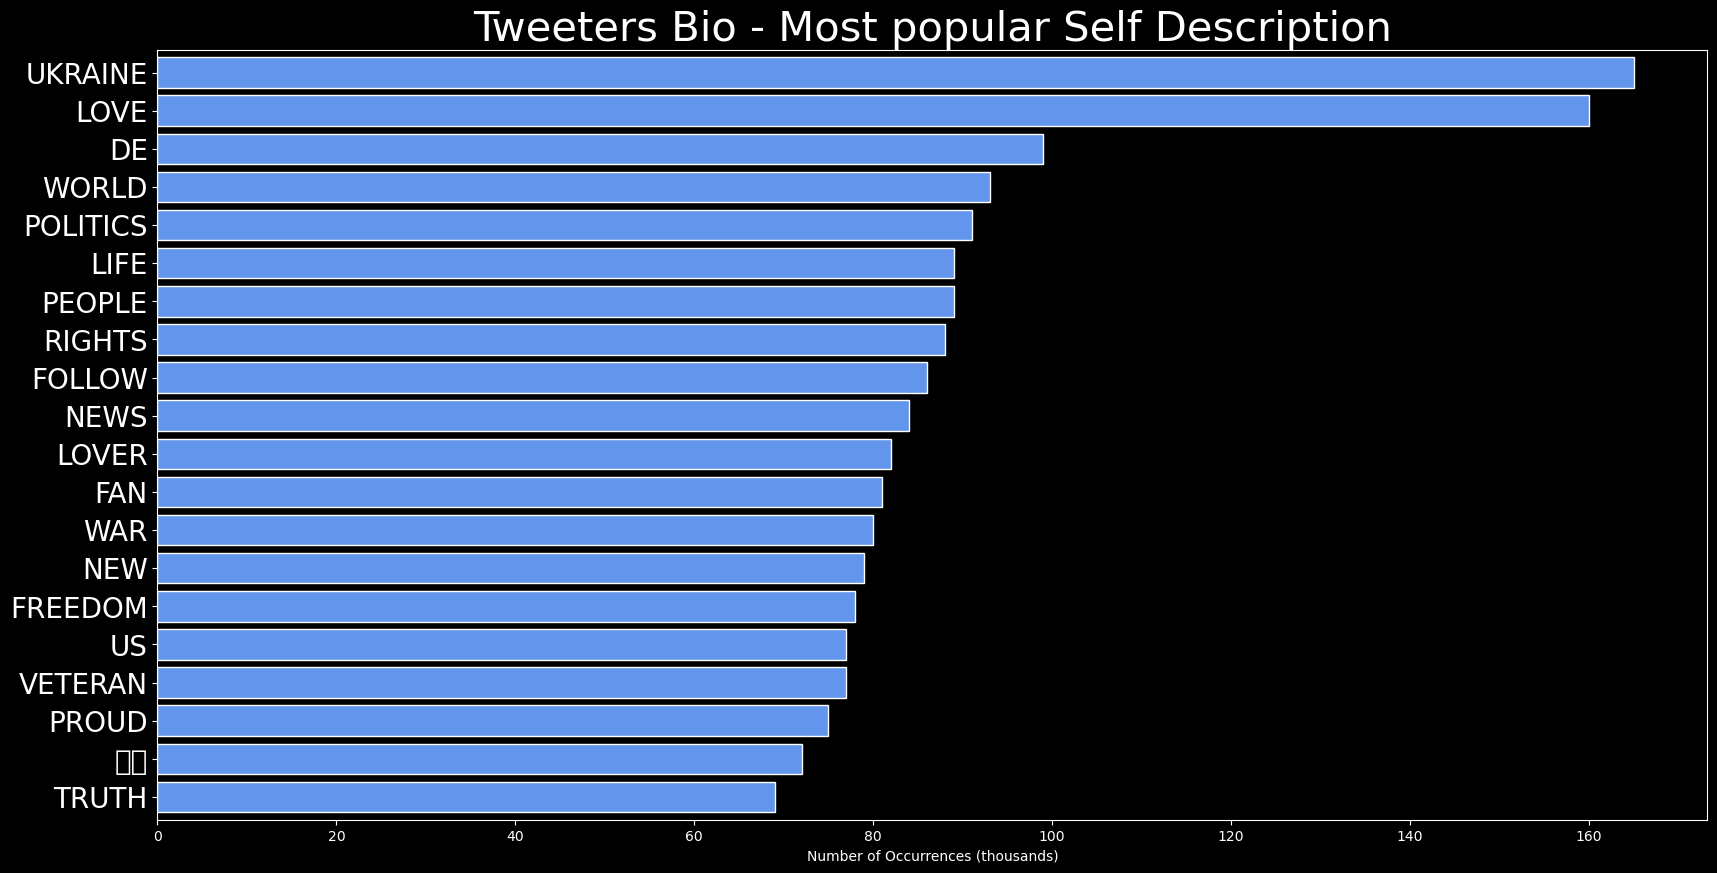 Tweeters Bio - Most popular Self Description
UKRAINE
LOVE
DE
WORLD
POLITICS
LIFE
PEOPLE
RIGHTS
FOLLOW
NEWS
LOVER
FAN
WAR
NEW
FREEDOM
US
VETERAN
PROUD
TRUTH
0 20 40 60 80 100 120 140 160
Number of Occurrences (thousands)